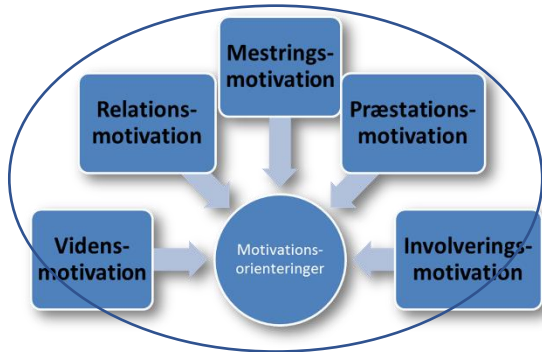 Mestrings-
motivation
Relations-
motivation
Præstations-
motivation
Videns-
motivation
Motivations-
orienteringer
Involverings-
motivation